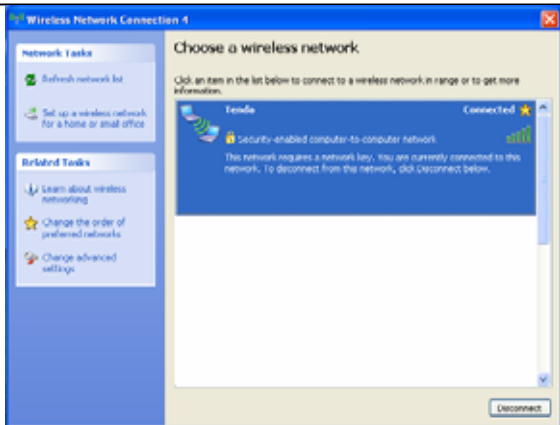 Wireless Network Connection 4
Network Tasks
Refresh network list
Set up a wireless network
for a home or small office
Related Tasks
Learn about wireless
networking
Change the order of
preferred networks
Change advanced
settings
Choose a wireless network
Click an item in the list below to connect to a wireless network in range or to get more
information.
Tenda Connected
Security-enabled computer-to-computer network
This network requires a network key. You are currently connected to this
network. To disconnect from this network, click Disconnect below.
Disconnect